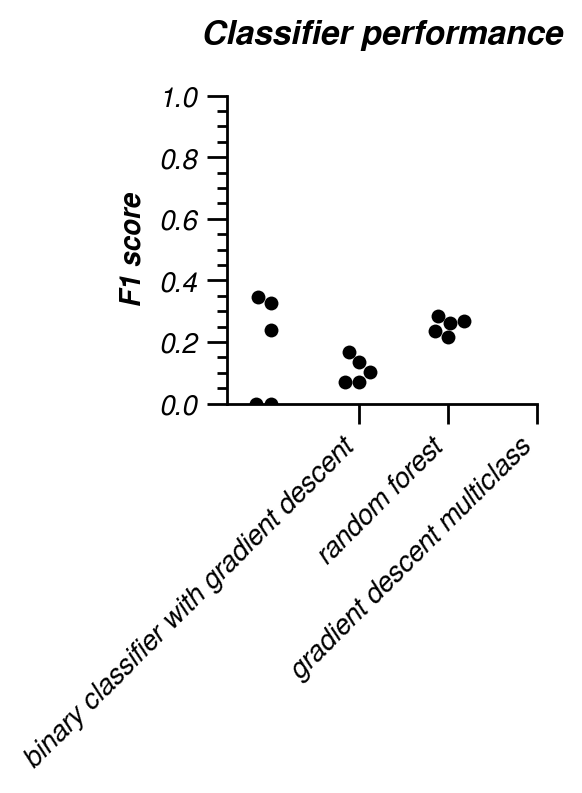 Classifier performance
1.0
0.8
0.6
0.4
0.2
0.0
F1 score
binary classifier with gradient descent
random forest
gradient descent multiclass